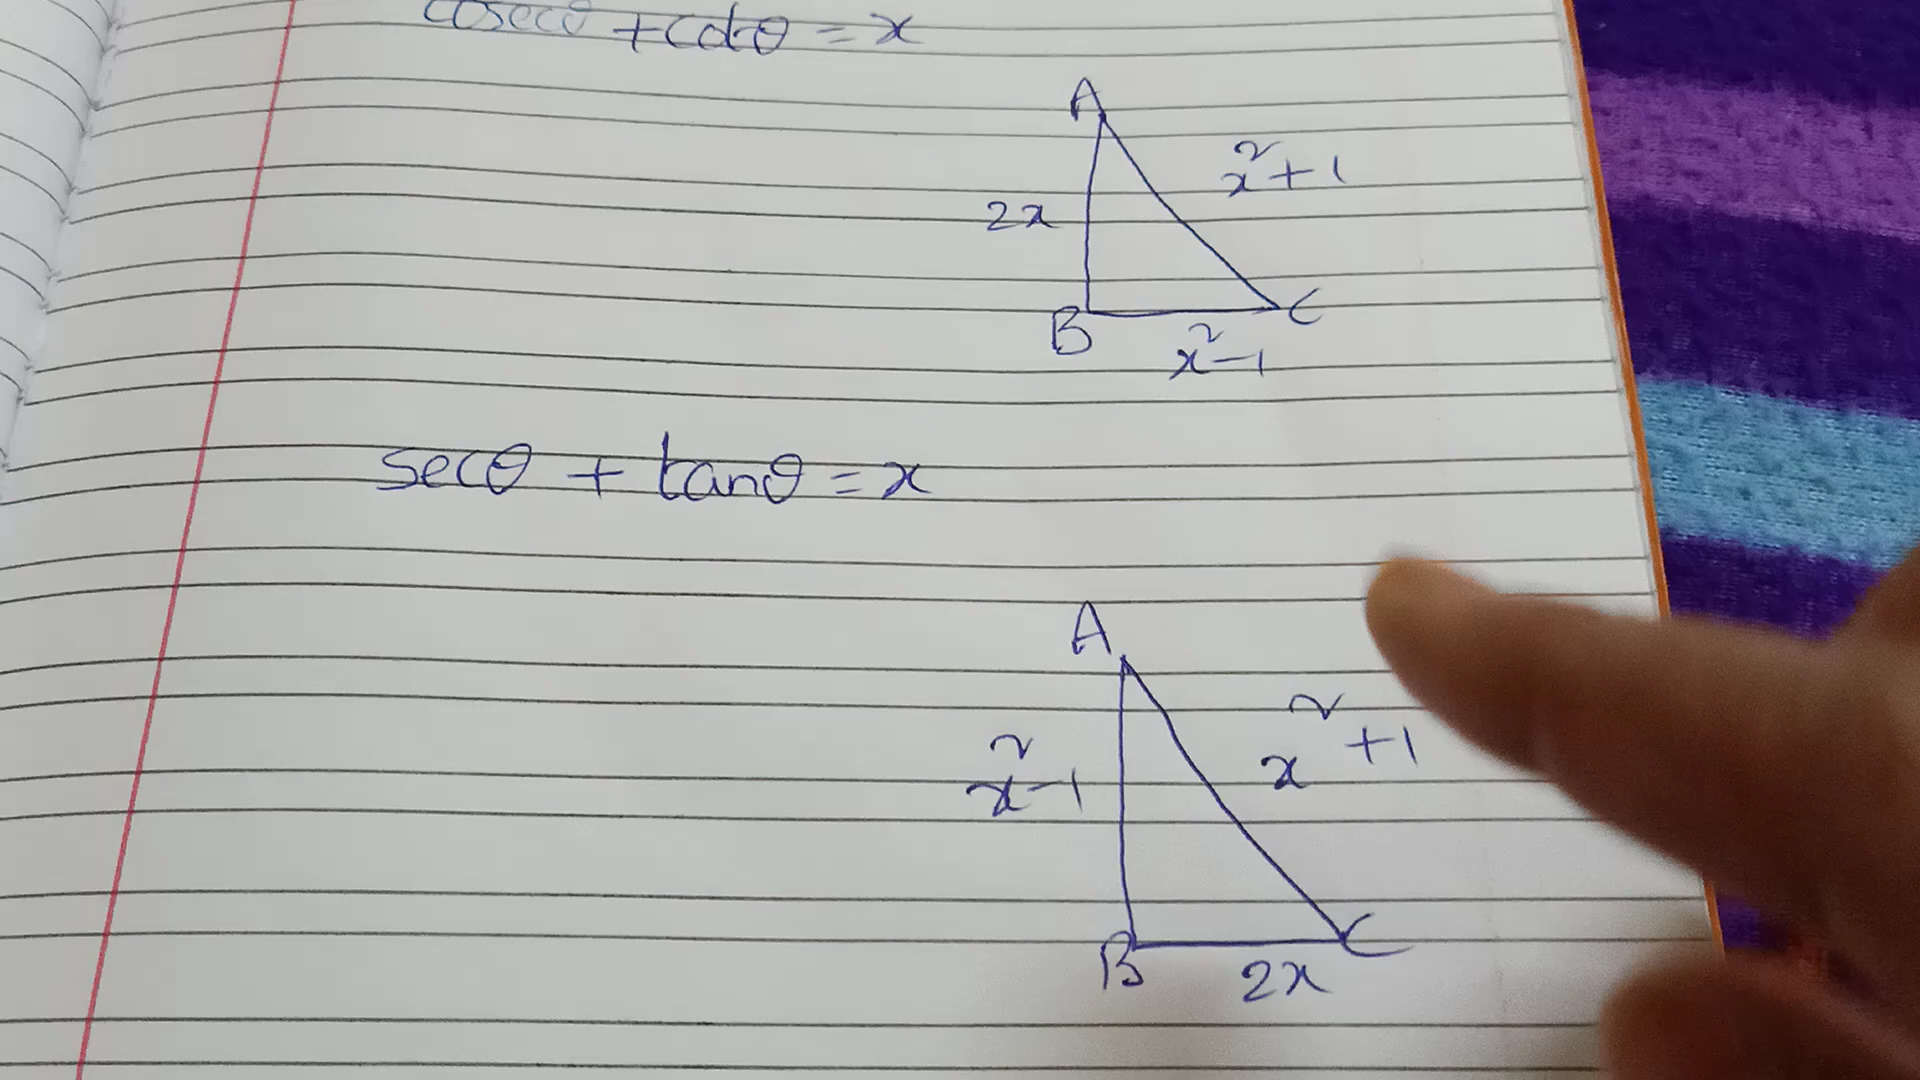 cosecθ + cotθ = x
A
x²+1
2x
B
C
x²-1
secθ + tanθ = x
A
x²+1
x²-1
B
C
2x